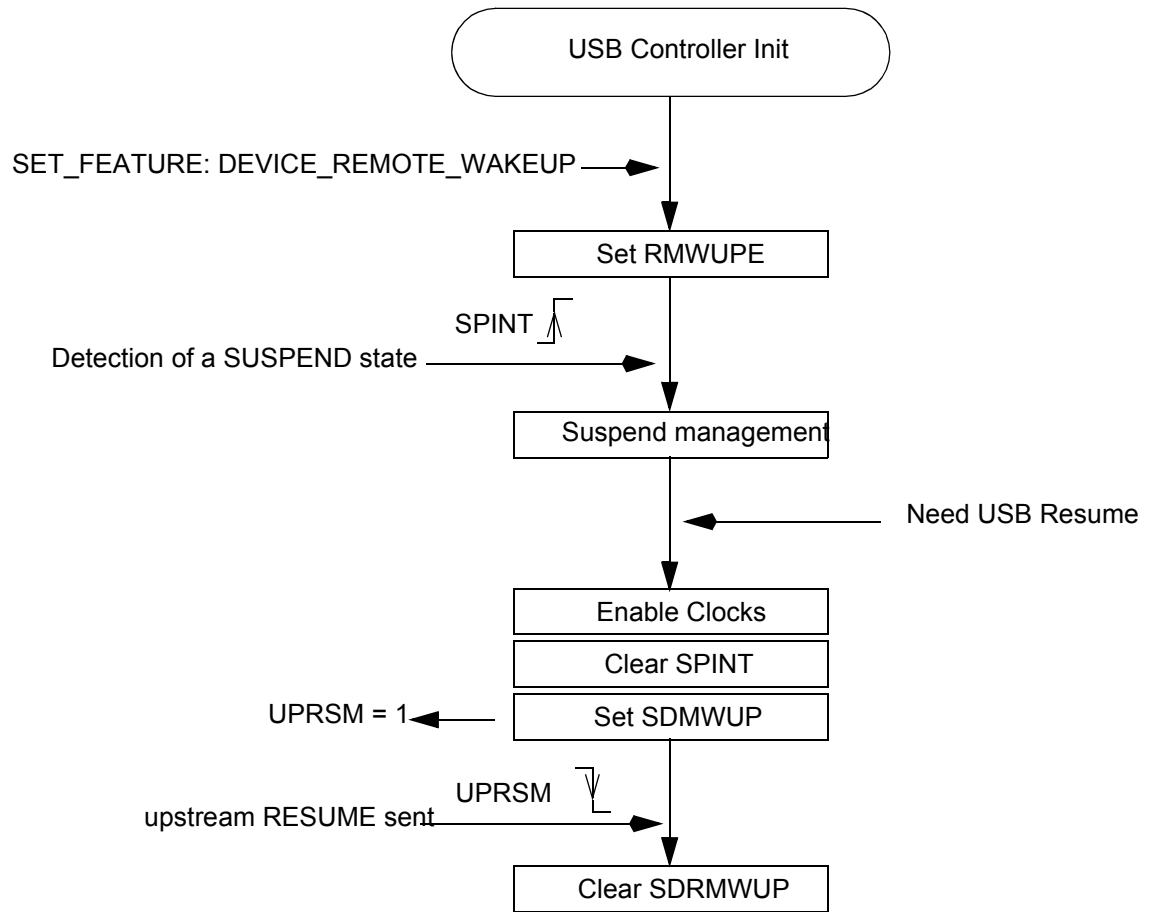 USB Controller Init
SET_FEATURE: DEVICE_REMOTE_WAKEUP
Set RMWUPE
SPINT
Detection of a SUSPEND state
Suspend management
Need USB Resume
Enable Clocks
Clear SPINT
UPRSM = 1
Set SDMWUP
UPRSM
upstream RESUME sent
Clear SDRMWUP